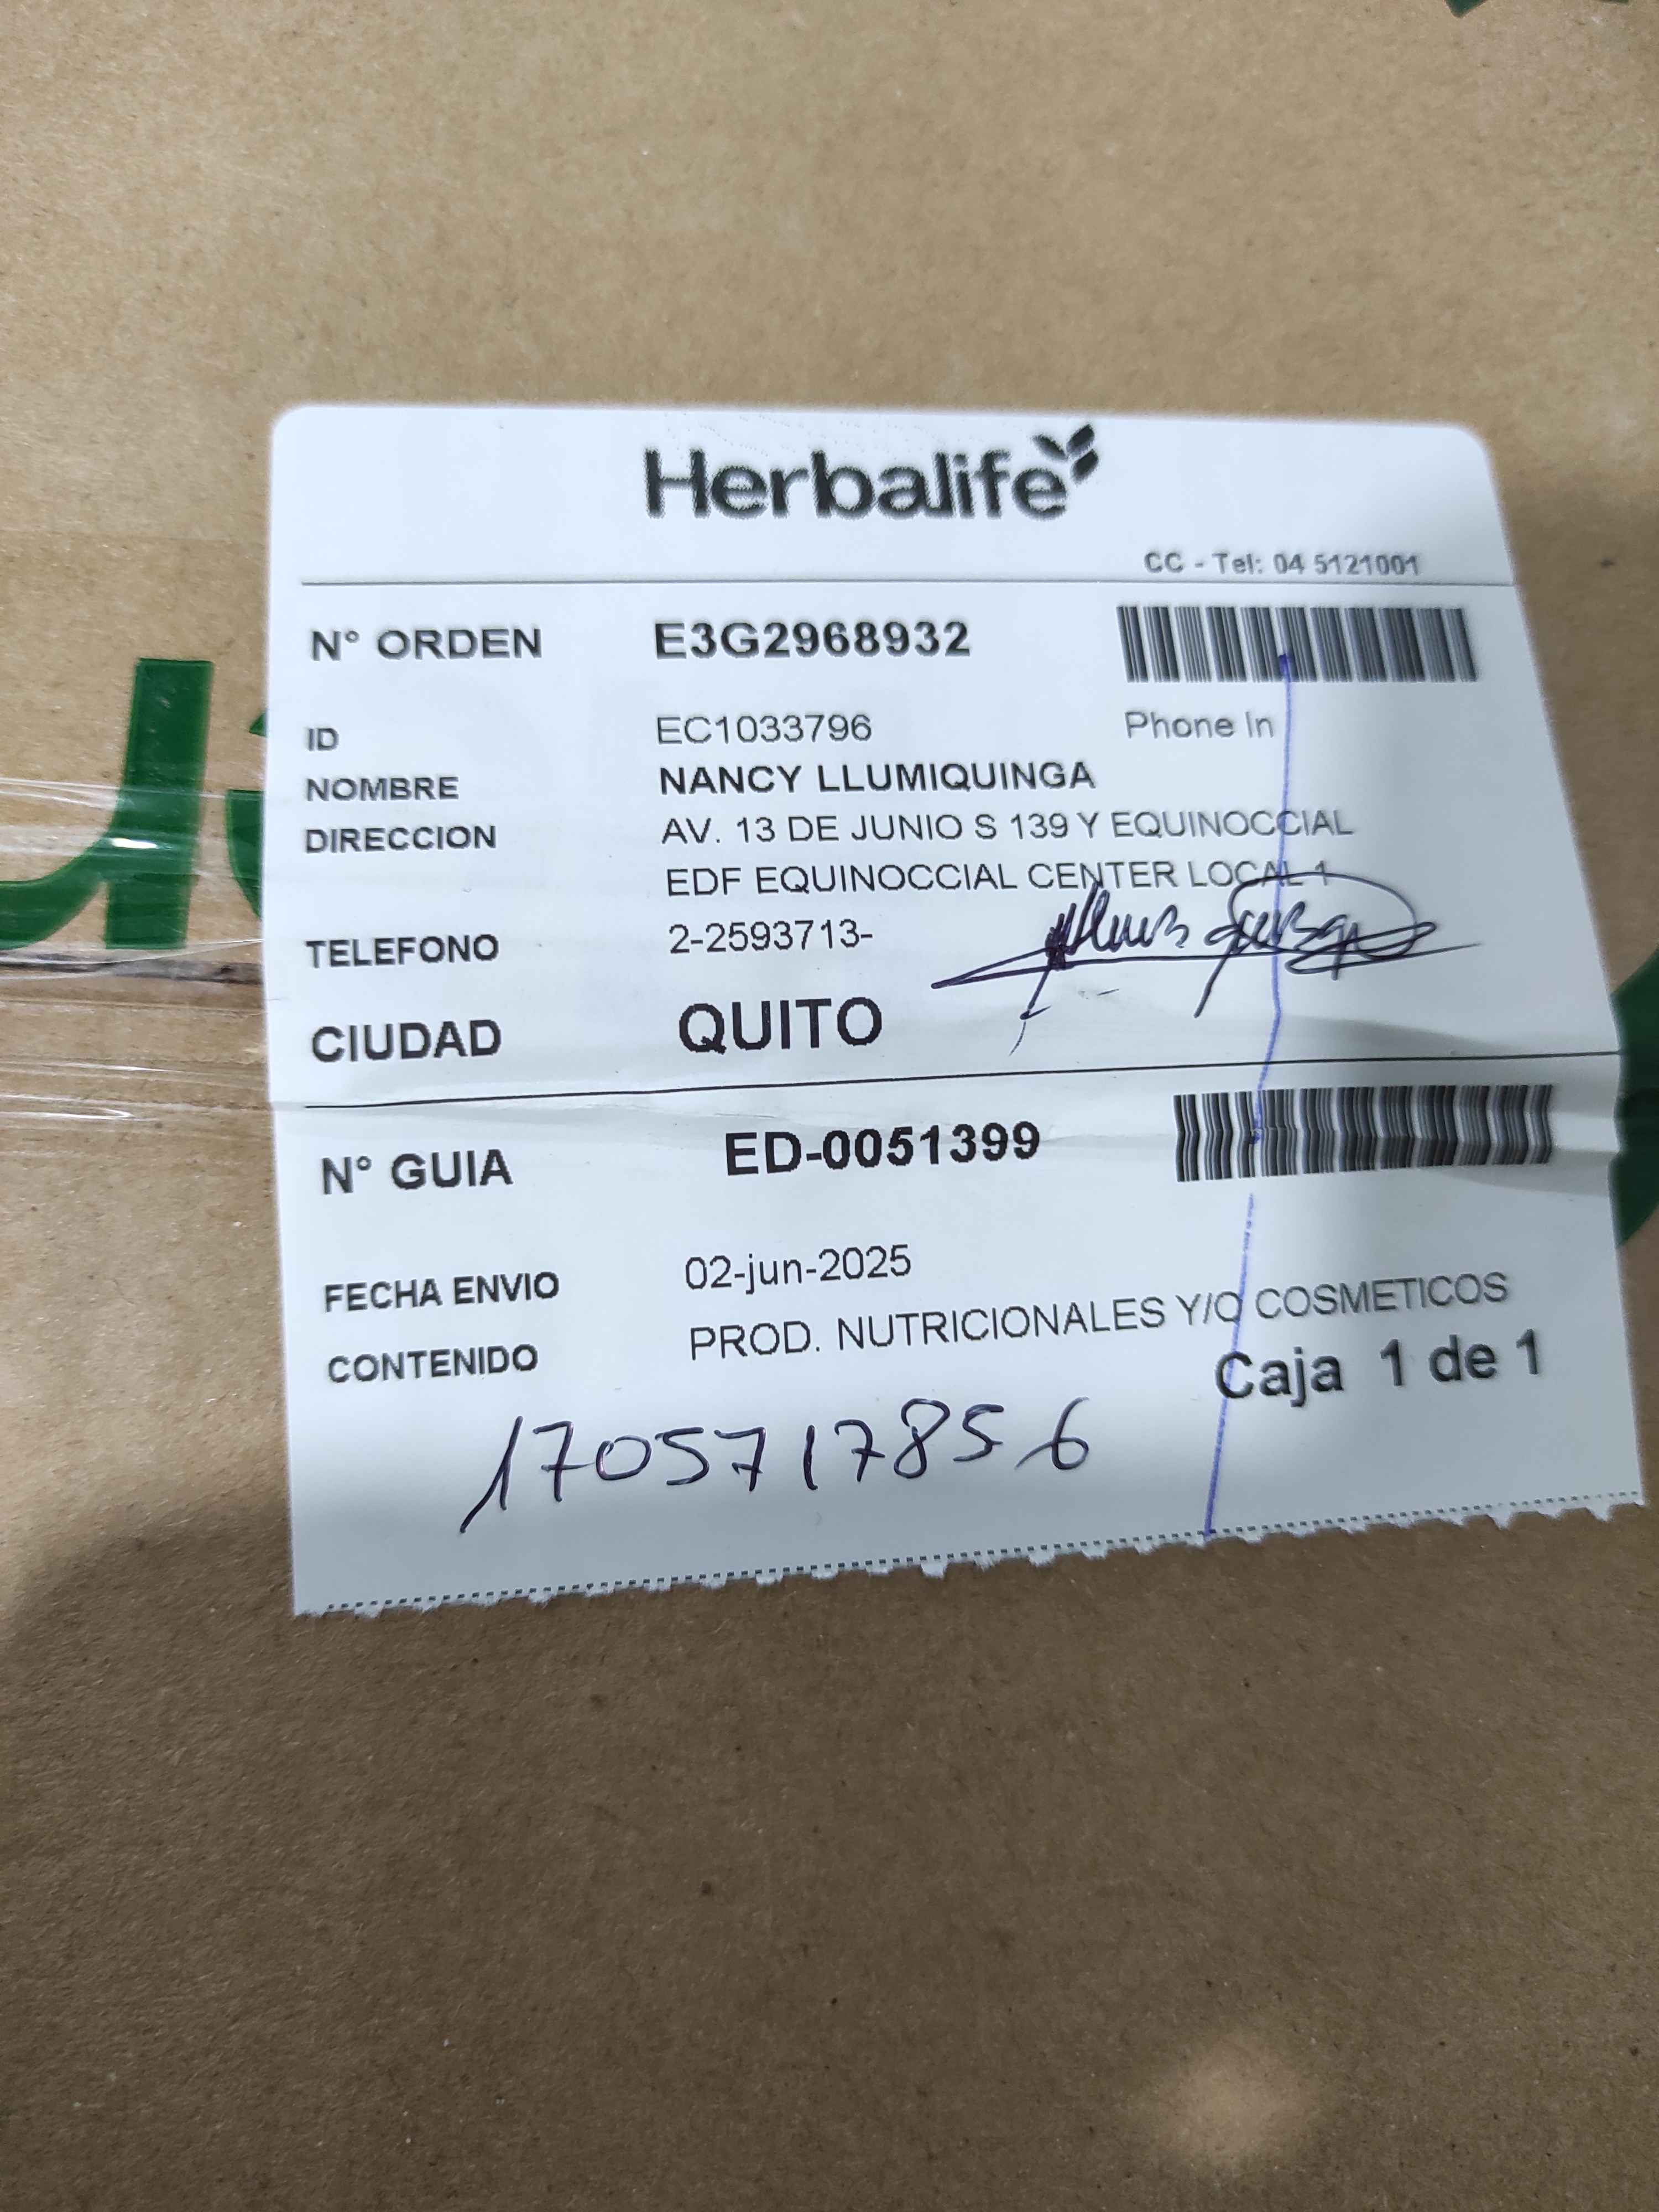 Herbalife
CC - Tel: 04 5121001
N° ORDEN E3G2968932
ID EC1033796 Phone In
NOMBRE NANCY LLUMIQUINGA
DIRECCION AV. 13 DE JUNIO S 139 Y EQUINOCCIAL
EDF EQUINOCCIAL CENTER LOCAL 1
TELEFONO 2-2593713-
CIUDAD QUITO
N° GUIA ED-0051399
FECHA ENVIO 02-jun-2025
CONTENIDO PROD. NUTRICIONALES Y/O COSMETICOS
Caja 1 de 1
1705717856